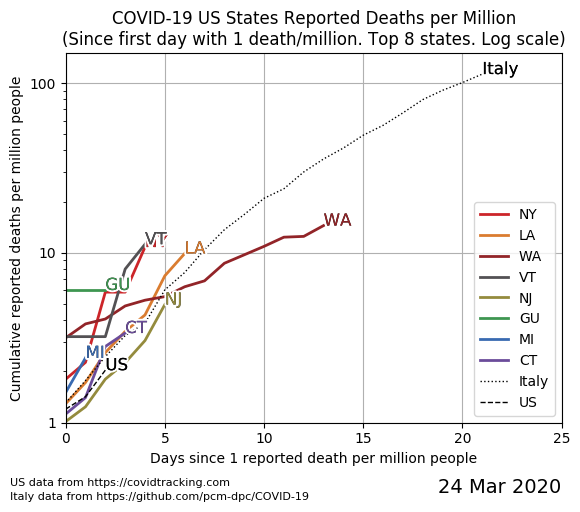 COVID-19 US States Reported Deaths per Million
(Since first day with 1 death/million. Top 8 states. Log scale)
Cumulative reported deaths per million people
100
10
1
Italy
WA
VT
LA
GU
NJ
CT
MI
US
NY
LA
WA
VT
NJ
GU
MI
CT
Italy
US
0 5 10 15 20 25
Days since 1 reported death per million people
US data from https://covidtracking.com
Italy data from https://github.com/pcm-dpc/COVID-19
24 Mar 2020